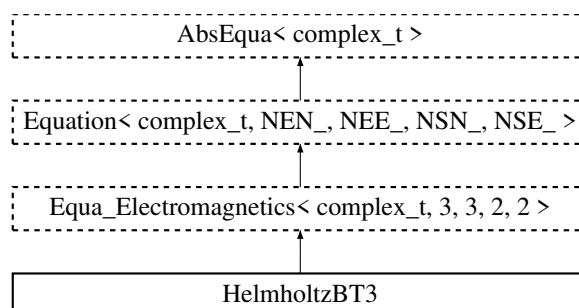 AbsEqua< complex_t >
Equation< complex_t, NEN_, NEE_, NSN_, NSE_ >
Equa_Electromagnetics< complex_t, 3, 3, 2, 2 >
HelmholtzBT3